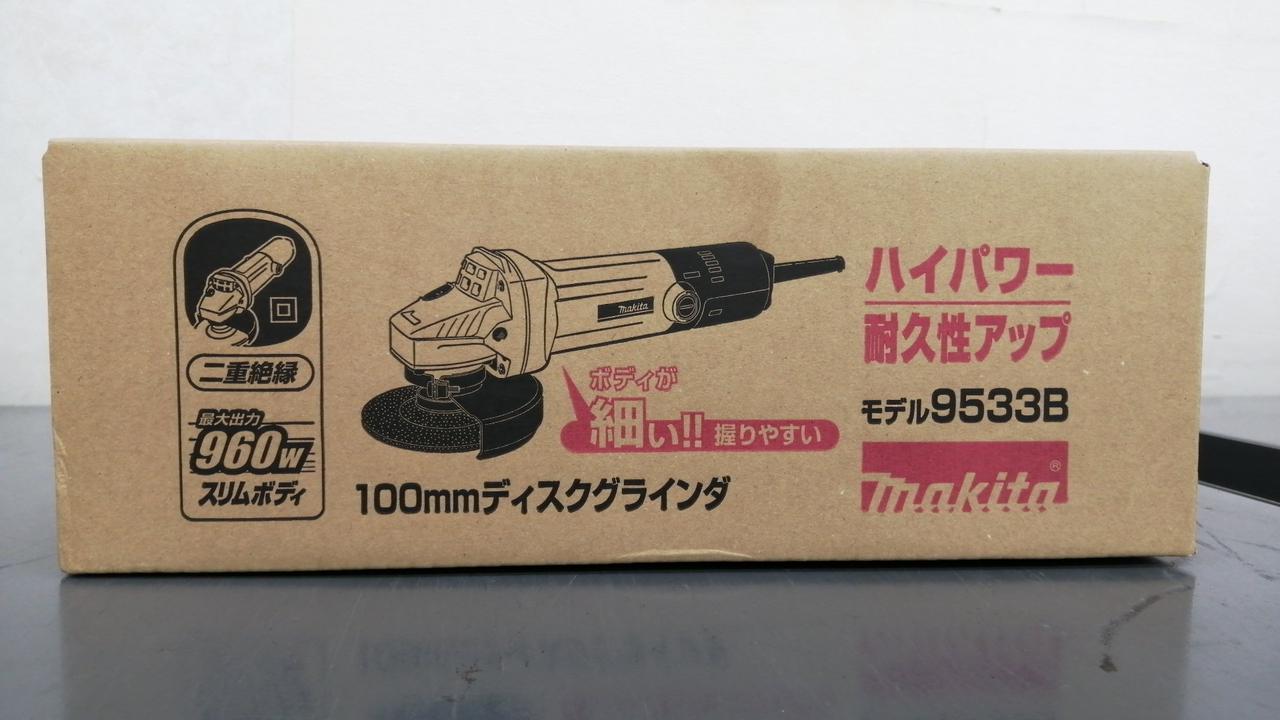 二重絶縁
最大出力
960W
スリムボディ
makita
ボディが
細い!! 握りやすい
100mmディスクグラインダ
ハイパワー
耐久性アップ
モデル9533B
makita®